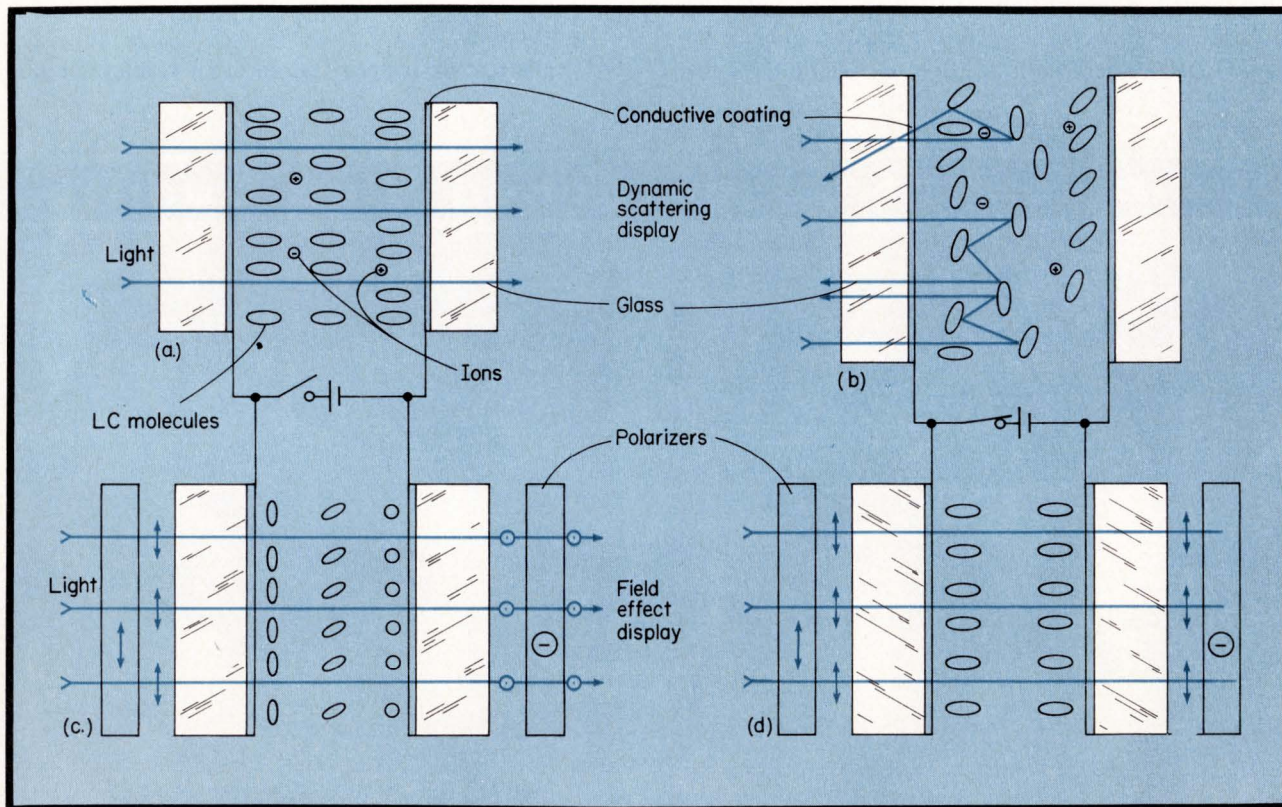 Conductive coating
Dynamic
scattering
display
Light
Glass
(a.)
(b)
Ions
LC molecules
Polarizers
Light
Field
effect
display
(c.)
(d)